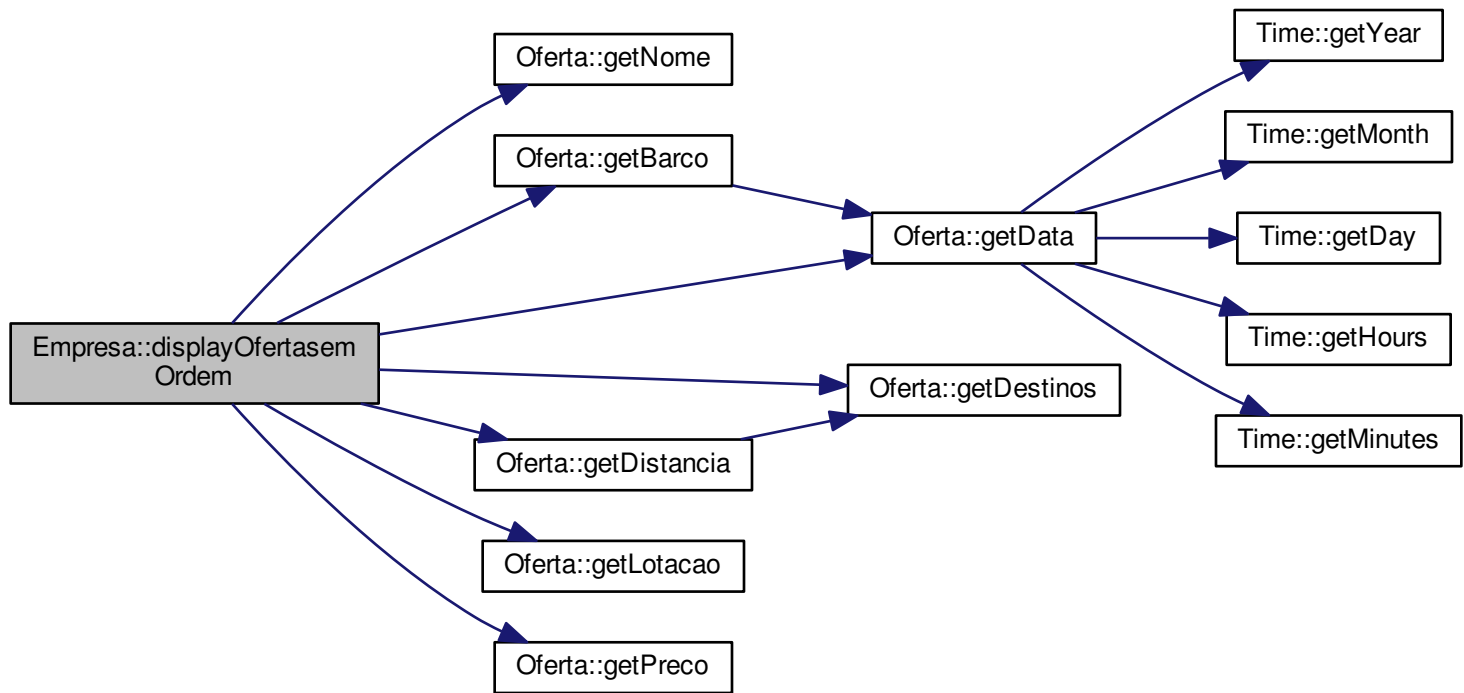 Empresa::displayOfertasem
Ordem
Oferta::getNome
Oferta::getBarco
Oferta::getData
Oferta::getDestinos
Oferta::getDistancia
Oferta::getLotacao
Oferta::getPreco
Time::getYear
Time::getMonth
Time::getDay
Time::getHours
Time::getMinutes